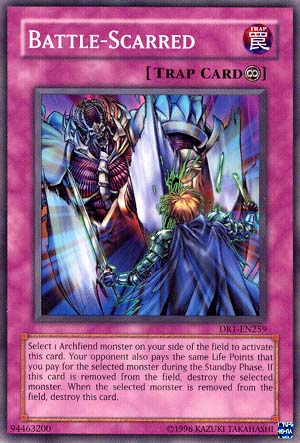 BATTLE-SCARRED
TRAP
罠
[TRAP CARD]
DR1-EN259
Select 1 Archfiend monster on your side of the field to activate
this card. Your opponent also pays the same Life Points that
you pay for the selected monster during the Standby Phase. If
this card is removed from the field, destroy the selected
monster. When the selected monster is removed from the
field, destroy this card.
94463200
©1996 KAZUKI TAKAHASHI